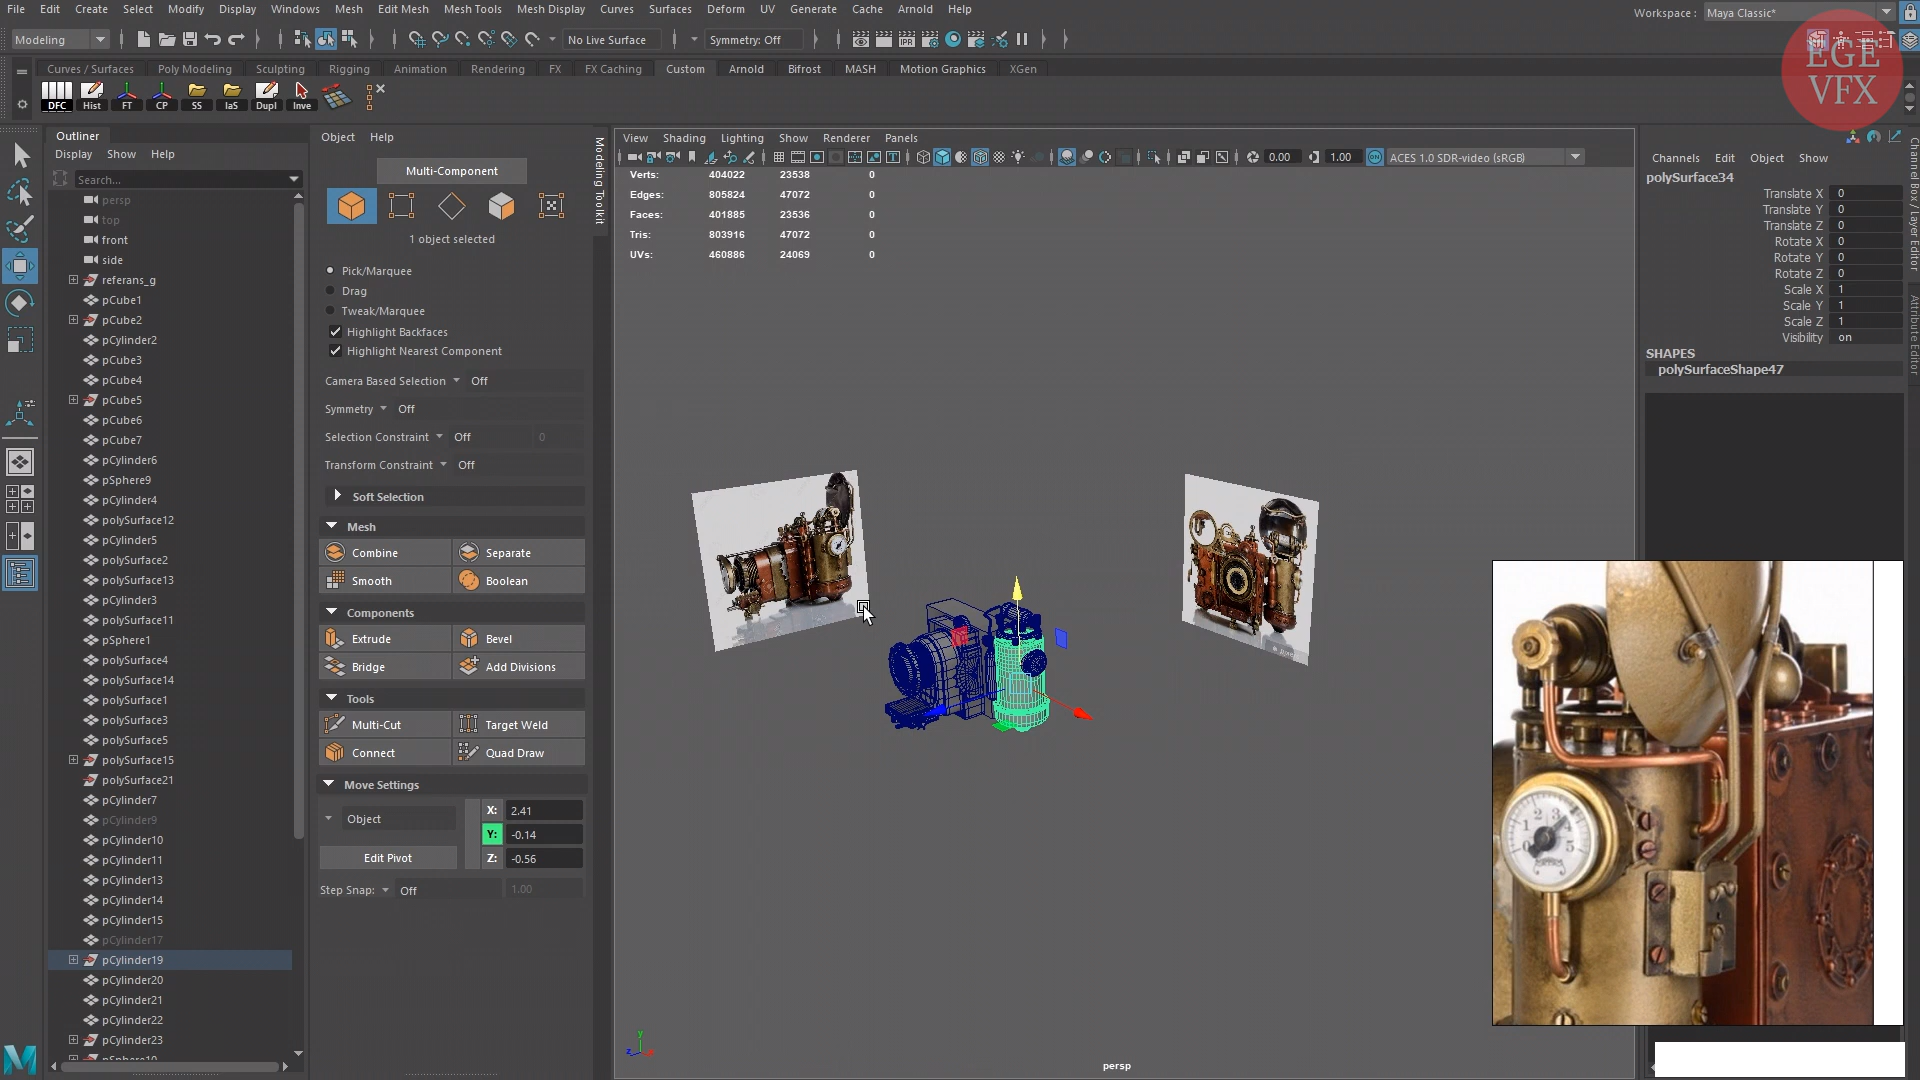 File Edit Create Select Modify Display Windows Mesh Edit Mesh Mesh Tools Mesh Display Curves Surfaces Deform UV Generate Cache Arnold Help
Workspace : Maya Classic*
Modeling
No Live Surface
Symmetry: Off
IPR
EGE
VFX
Curves / Surfaces Poly Modeling Sculpting Rigging Animation Rendering FX FX Caching Custom Arnold Bifrost MASH Motion Graphics XGen
DFC Hist FT CP SS IaS Dupl Inve
Outliner
Display Show Help
Search...
persp
top
front
side
referans_g
pCube1
pCube2
pCylinder2
pCube3
pCube4
pCube5
pCube6
pCube7
pCylinder6
pSphere9
pCylinder4
polySurface12
pCylinder5
polySurface2
polySurface13
pCylinder3
polySurface11
pSphere1
polySurface4
polySurface14
polySurface1
polySurface3
polySurface5
polySurface15
polySurface21
pCylinder7
pCylinder9
pCylinder10
pCylinder11
pCylinder13
pCylinder14
pCylinder15
pCylinder17
pCylinder19
pCylinder20
pCylinder21
pCylinder22
pCylinder23
pSphere10
Object Help
Multi-Component
1 object selected
Pick/Marquee
Drag
Tweak/Marquee
Highlight Backfaces
Highlight Nearest Component
Camera Based Selection Off
Symmetry Off
Selection Constraint Off 0
Transform Constraint Off
Soft Selection
Mesh
Combine Separate
Smooth Boolean
Components
Extrude Bevel
Bridge Add Divisions
Tools
Multi-Cut Target Weld
Connect Quad Draw
Move Settings
Object
X: 2.41
Y: -0.14
Edit Pivot
Z: -0.56
Step Snap: Off 1.00
Modeling Toolkit
View Shading Lighting Show Renderer Panels
0.00 1.00 ON ACES 1.0 SDR-video (sRGB)
Verts: 404022 23538 0
Edges: 805824 47072 0
Faces: 401885 23536 0
Tris: 803916 47072 0
UVs: 460886 24069 0
persp
y
z
x
Channels Edit Object Show
polySurface34
Translate X 0
Translate Y 0
Translate Z 0
Rotate X 0
Rotate Y 0
Rotate Z 0
Scale X 1
Scale Y 1
Scale Z 1
Visibility on
SHAPES
polySurfaceShape47
Channel Box / Layer Editor
Attribute Editor
0 1 2 3 4 5
M